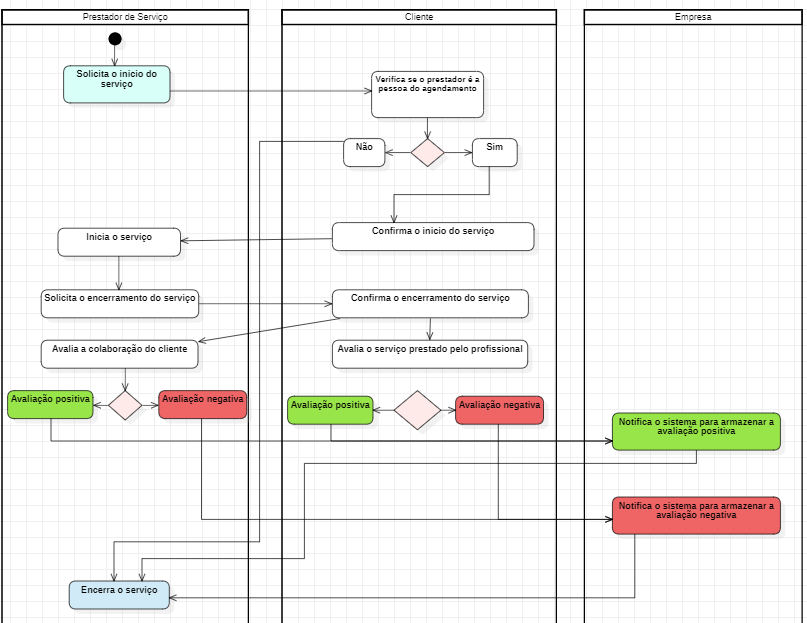 Prestador de Serviço
Cliente
Empresa
Solicita o inicio do
serviço
Verifica se o prestador é a
pessoa do agendamento
Não
Sim
Confirma o inicio do serviço
Inicia o serviço
Solicita o encerramento do serviço
Confirma o encerramento do serviço
Avalia a colaboração do cliente
Avalia o serviço prestado pelo profissional
Avaliação positiva
Avaliação negativa
Avaliação positiva
Avaliação negativa
Notifica o sistema para armazenar a
avaliação positiva
Notifica o sistema para armazenar a
avaliação negativa
Encerra o serviço